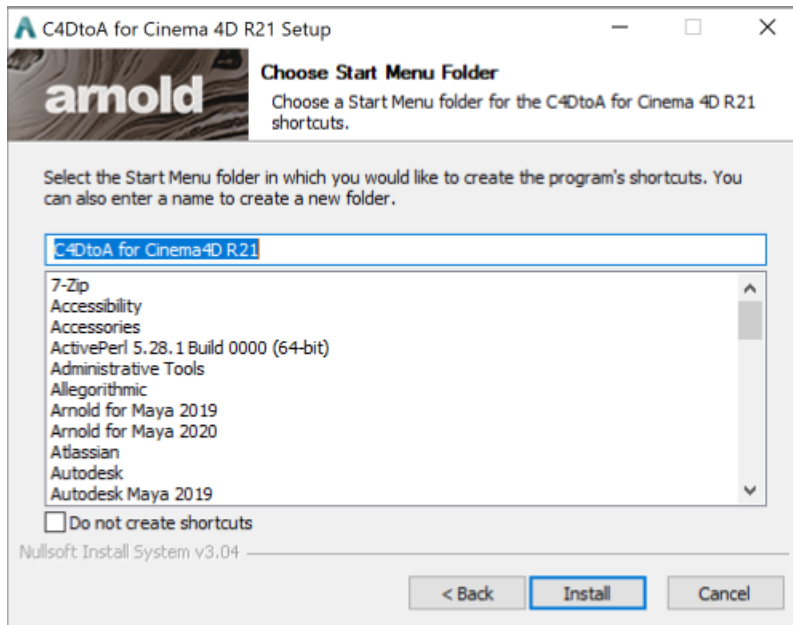 C4DtoA for Cinema 4D R21 Setup
arnold
Choose Start Menu Folder
Choose a Start Menu folder for the C4DtoA for Cinema 4D R21
shortcuts.
Select the Start Menu folder in which you would like to create the program's shortcuts. You
can also enter a name to create a new folder.
C4DtoA for Cinema4D R21
7-Zip
Accessibility
Accessories
ActivePerl 5.28.1 Build 0000 (64-bit)
Administrative Tools
Allegorithmic
Arnold for Maya 2019
Arnold for Maya 2020
Atlassian
Autodesk
Autodesk Maya 2019
Do not create shortcuts
Nullsoft Install System v3.04
< Back Install Cancel